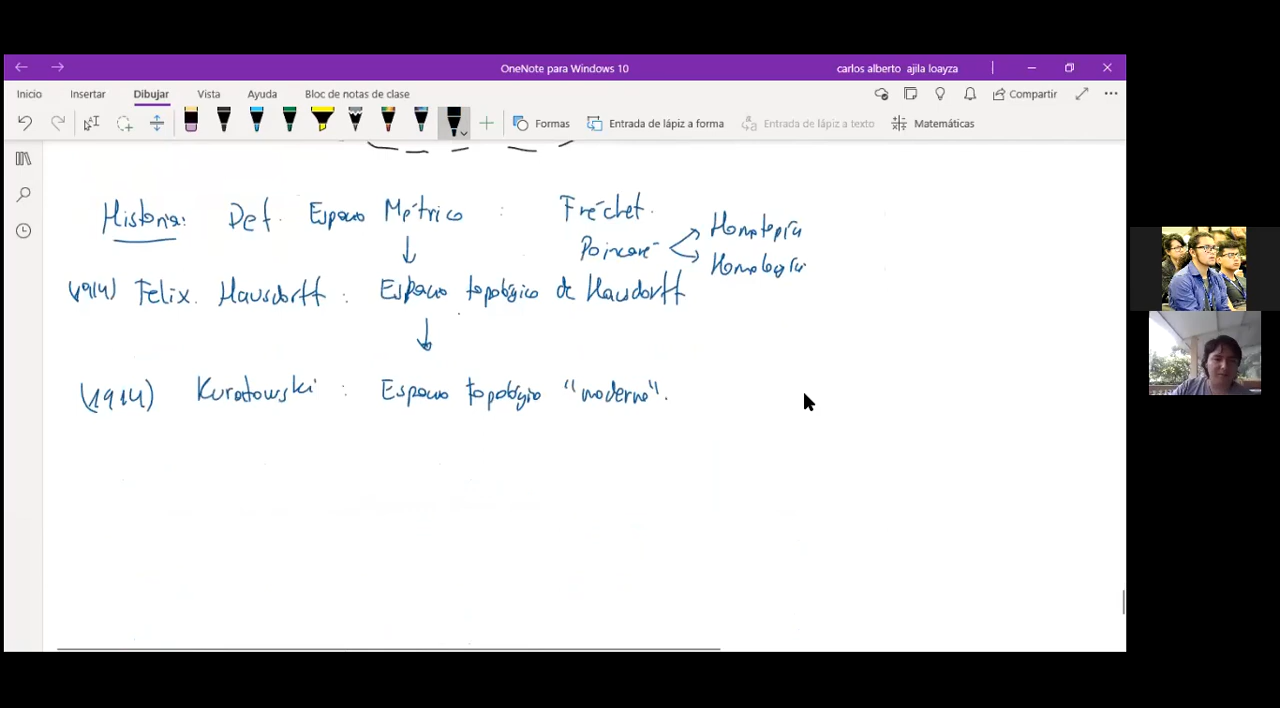 OneNote para Windows 10
carlos alberto ajila loayza
Inicio Insertar Dibujar Vista Ayuda Bloc de notas de clase Compartir
Formas Entrada de lápiz a forma Entrada de lápiz a texto Matemáticas
Historia: Def. Espacio Métrico : Fréchet.
Poincaré Homotopía
Homología
(1914) Felix. Hausdorff : Espacio topológico de Hausdorff
(1914) Kuratowski : Espacio topológico "moderno".